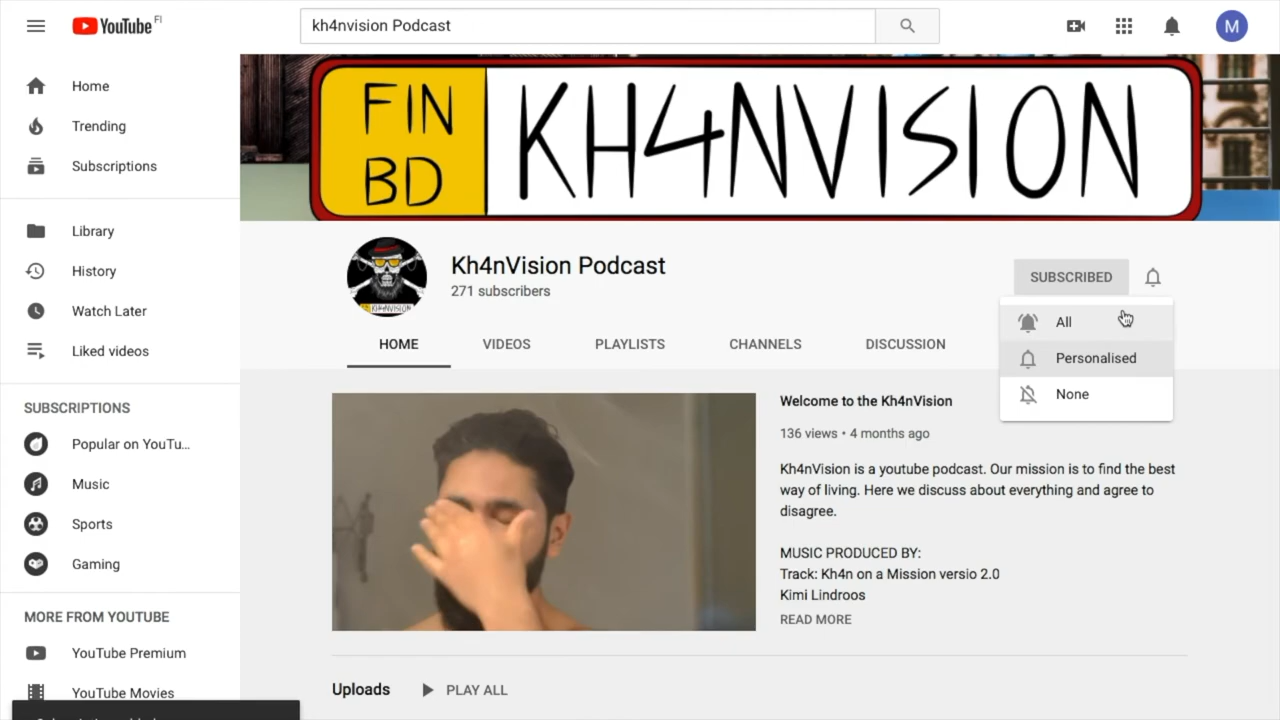 YouTube FI
kh4nvision Podcast
M
Home
Trending
Subscriptions
Library
History
Watch Later
Liked videos
SUBSCRIPTIONS
Popular on YouTu...
Music
Sports
Gaming
MORE FROM YOUTUBE
YouTube Premium
YouTube Movies
FIN
BD
KH4NVISION
Kh4nVision Podcast
271 subscribers
SUBSCRIBED
All
Personalised
None
HOME
VIDEOS
PLAYLISTS
CHANNELS
DISCUSSION
Welcome to the Kh4nVision
136 views • 4 months ago
Kh4nVision is a youtube podcast. Our mission is to find the best
way of living. Here we discuss about everything and agree to
disagree.
MUSIC PRODUCED BY:
Track: Kh4n on a Mission versio 2.0
Kimi Lindroos
READ MORE
Uploads
PLAY ALL